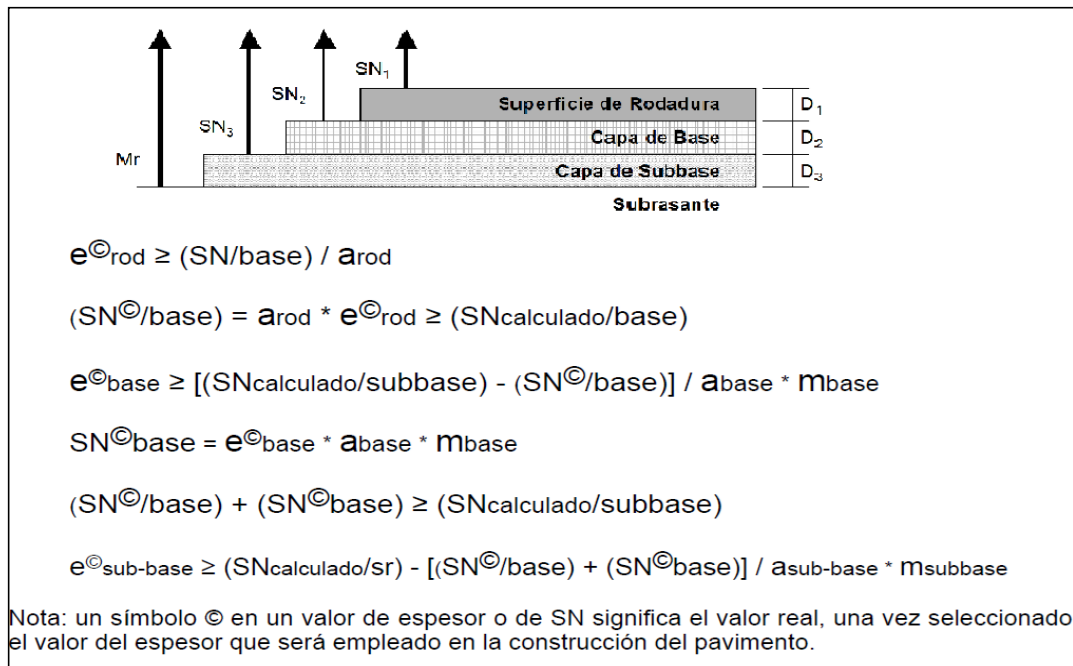 SN1
Superficie de Rodadura D1
SN2
Capa de Base D2
SN3
Mr
Capa de Subbase D3
Subrasante
e©rod ≥ (SN/base) / arod
(SN©/base) = arod * e©rod ≥ (SNcalculado/base)
e©base ≥ [(SNcalculado/subbase) - (SN©/base)] / abase * mbase
SN©base = e©base * abase * mbase
(SN©/base) + (SN©base) ≥ (SNcalculado/subbase)
e©sub-base ≥ (SNcalculado/sr) - [(SN©/base) + (SN©base)] / asub-base * msubbase
Nota: un símbolo © en un valor de espesor o de SN significa el valor real, una vez seleccionado
el valor del espesor que será empleado en la construcción del pavimento.